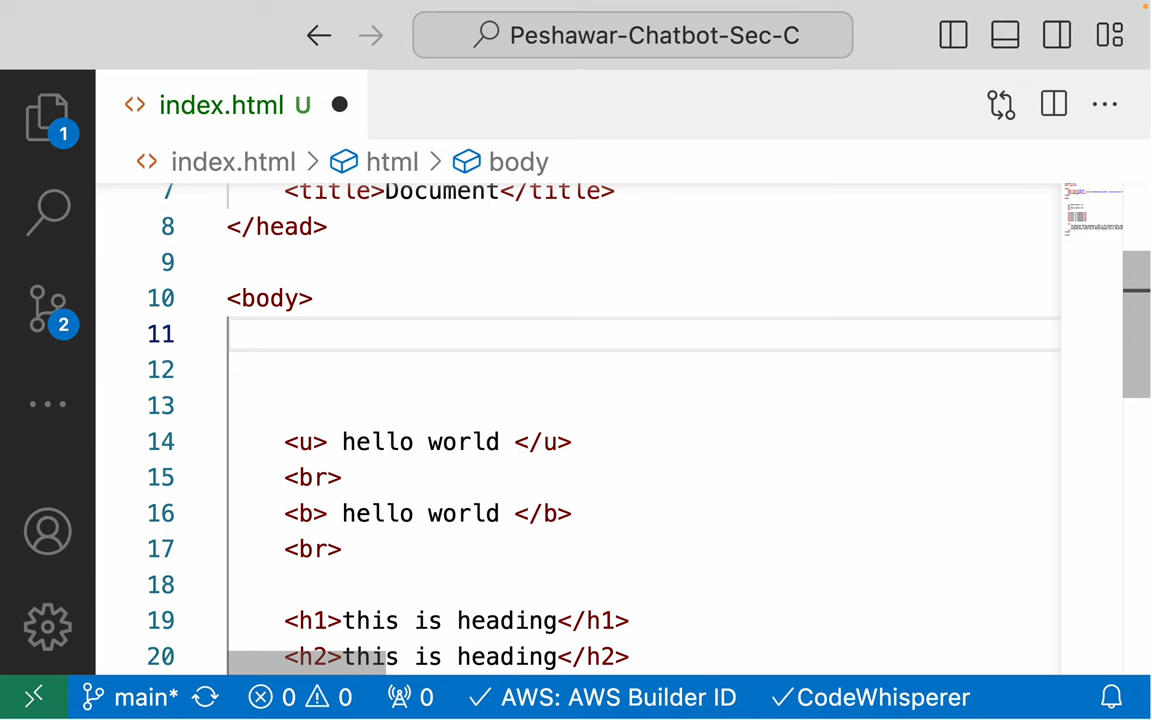 Peshawar-Chatbot-Sec-C
1
2
index.html U
index.html > html > body
7 <title>Document</title>
8 </head>
9
10 <body>
11
12
13
14 <u> hello world </u>
15 <br>
16 <b> hello world </b>
17 <br>
18
19 <h1>this is heading</h1>
20 <h2>this is heading</h2>
main* 0 0 0 AWS: AWS Builder ID CodeWhisperer